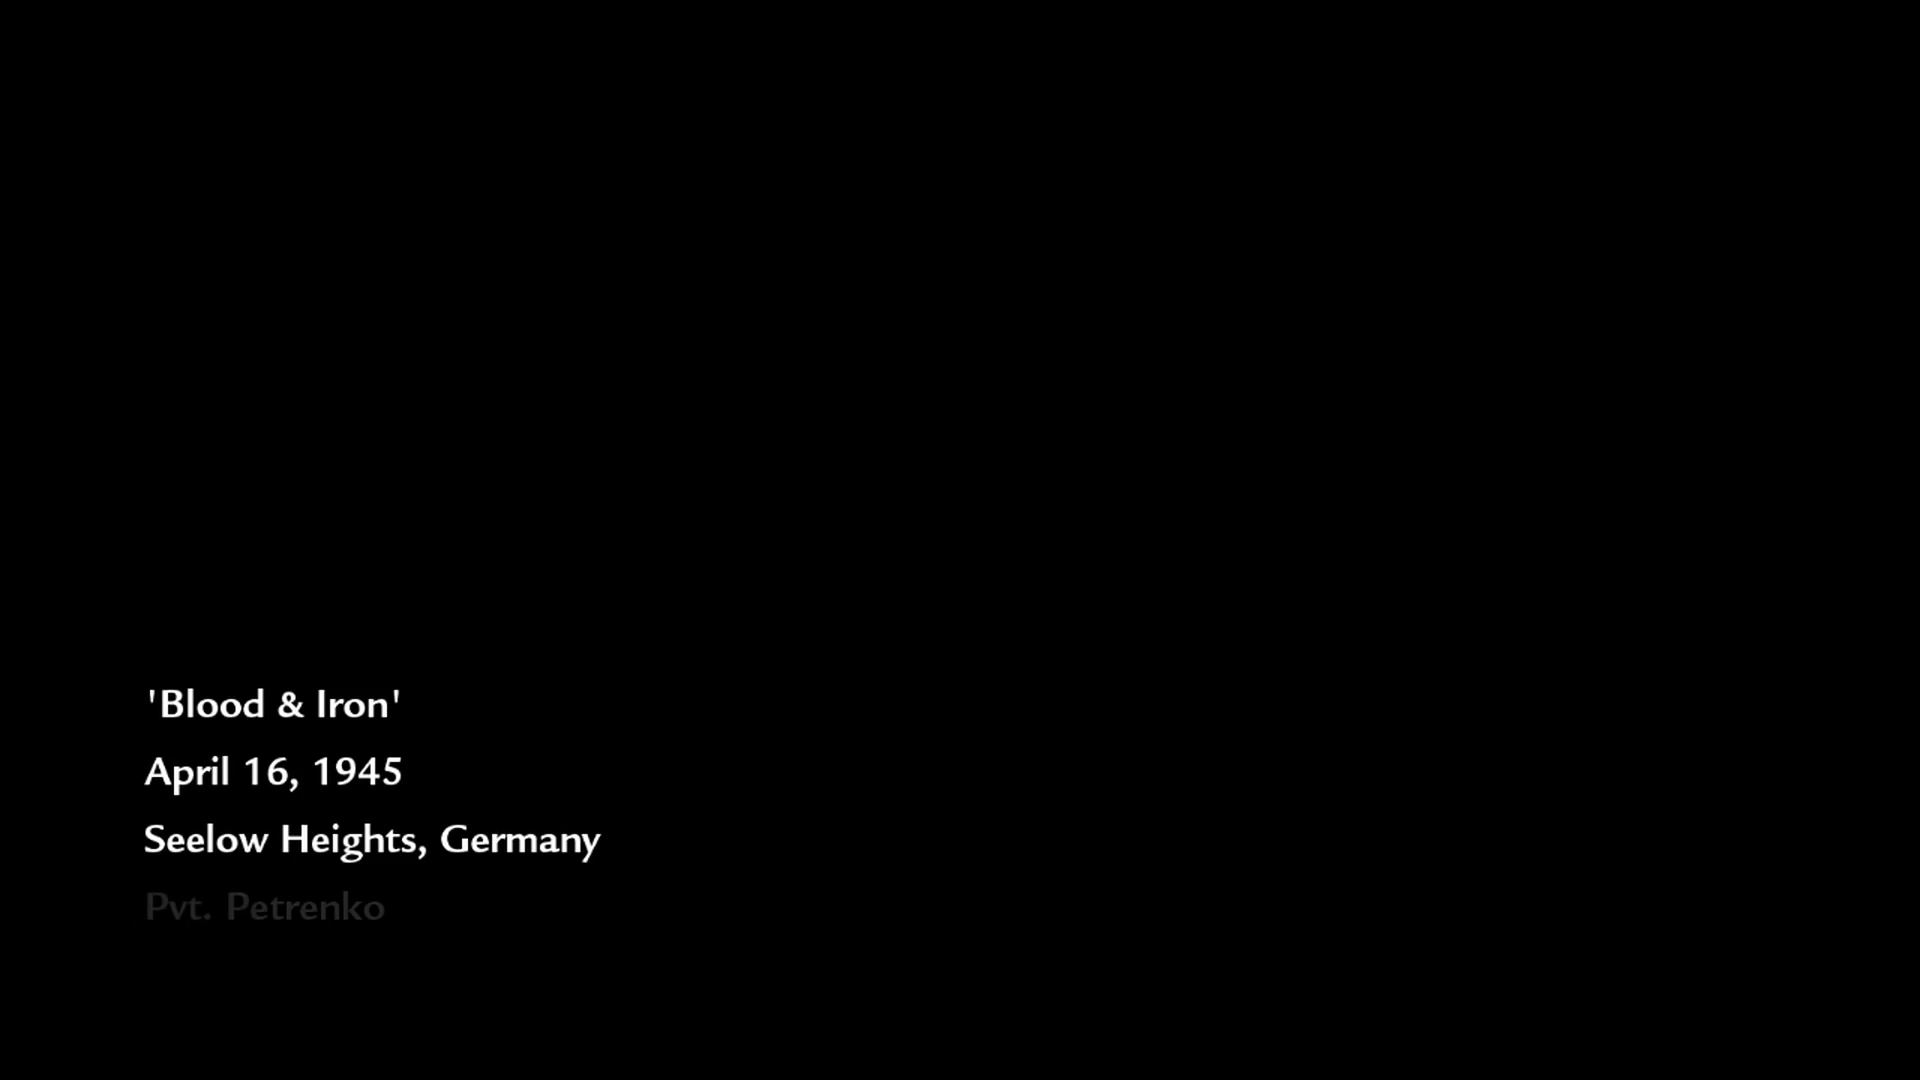 'Blood & Iron'
April 16, 1945
Seelow Heights, Germany
Pvt. Petrenko